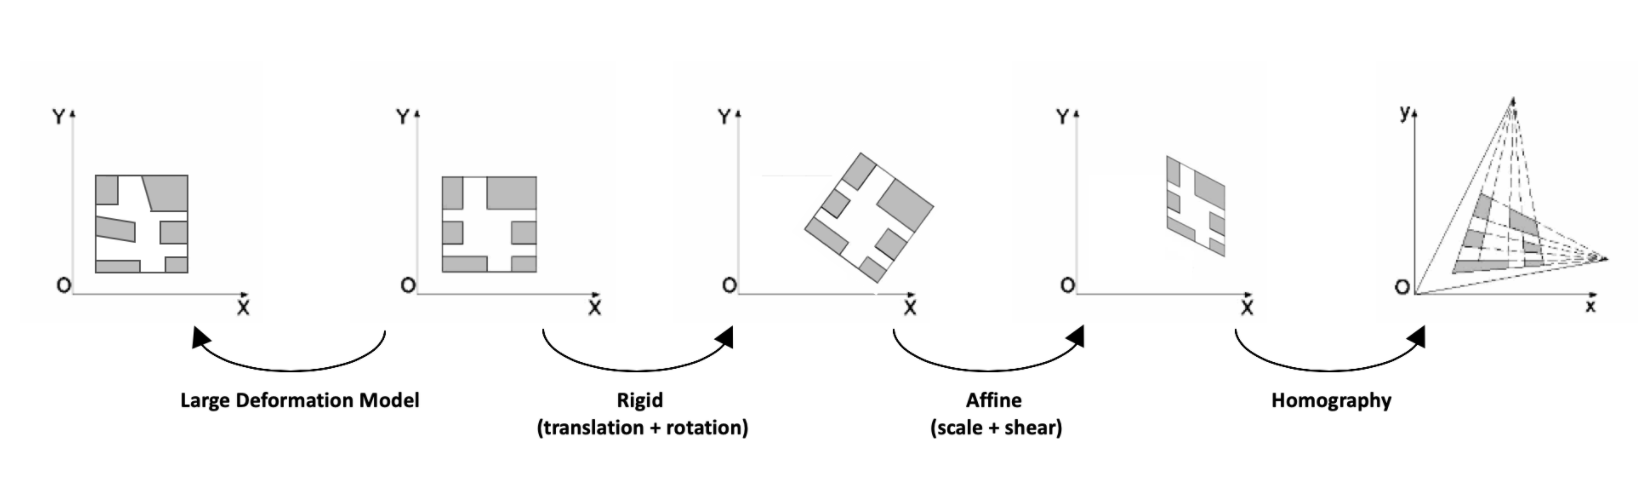 Y
O
X
Y
O
X
Y
O
X
Y
O
X
y
O
x
Large Deformation Model
Rigid
(translation + rotation)
Affine
(scale + shear)
Homography